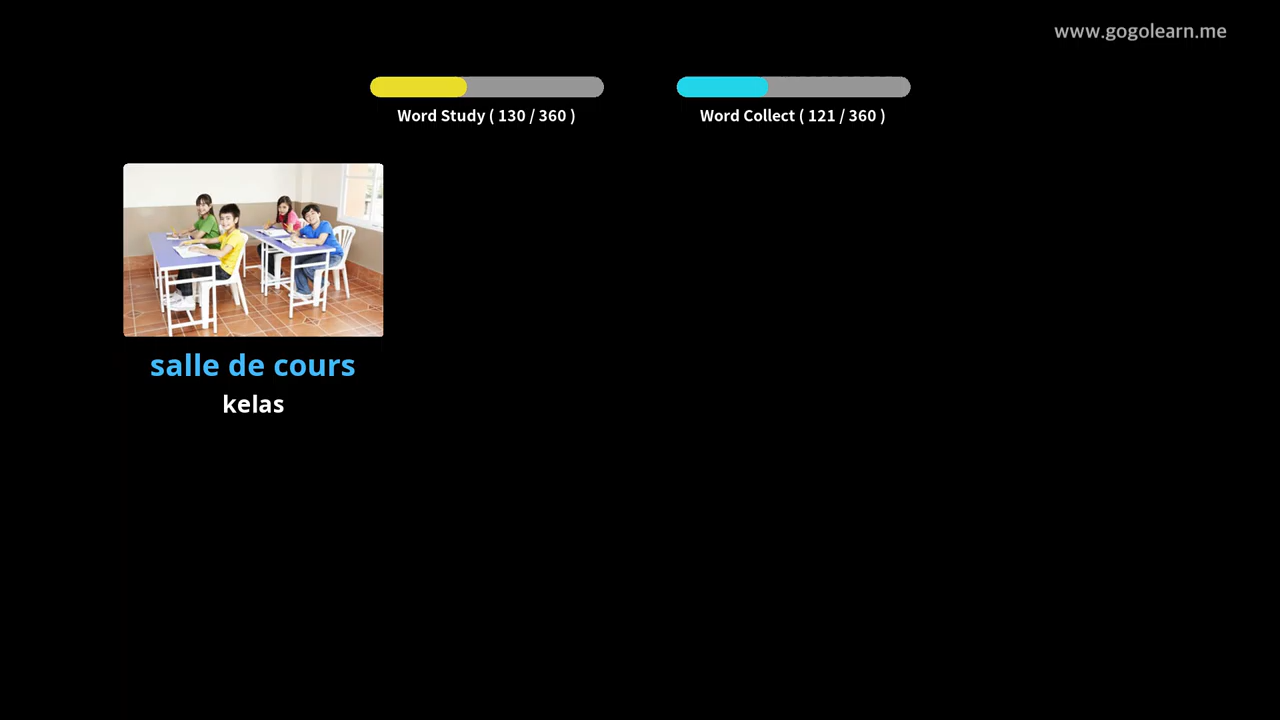 www.gogolearn.me
Word Study ( 130 / 360 )
Word Collect ( 121 / 360 )
salle de cours
kelas